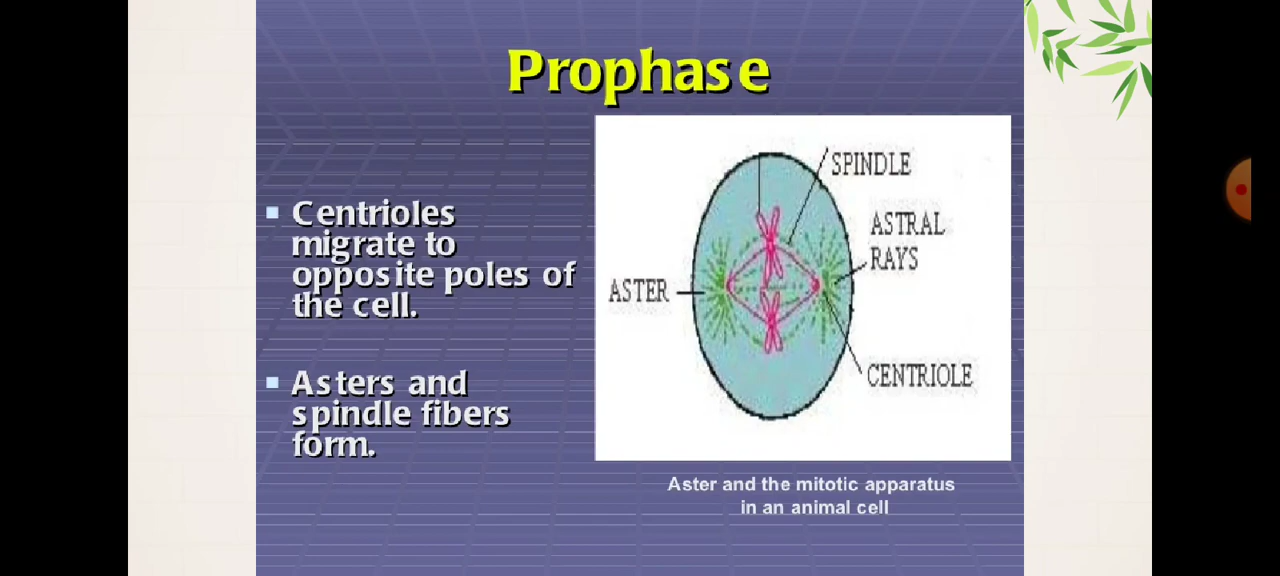 Prophase
Centrioles
migrate to
opposite poles of
the cell.
Asters and
spindle fibers
form.
SPINDLE
ASTRAL
RAYS
ASTER
CENTRIOLE
Aster and the mitotic apparatus
in an animal cell